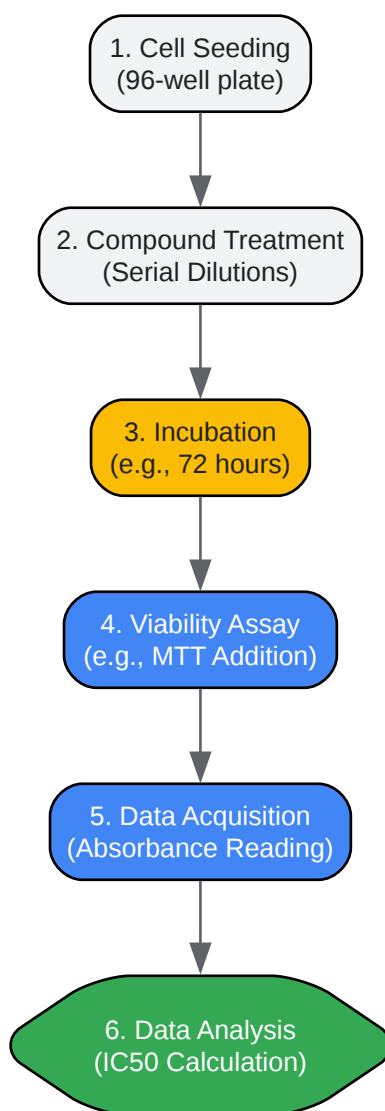 1. Cell Seeding
(96-well plate)
2. Compound Treatment
(Serial Dilutions)
3. Incubation
(e.g., 72 hours)
4. Viability Assay
(e.g., MTT Addition)
5. Data Acquisition
(Absorbance Reading)
6. Data Analysis
(IC50 Calculation)